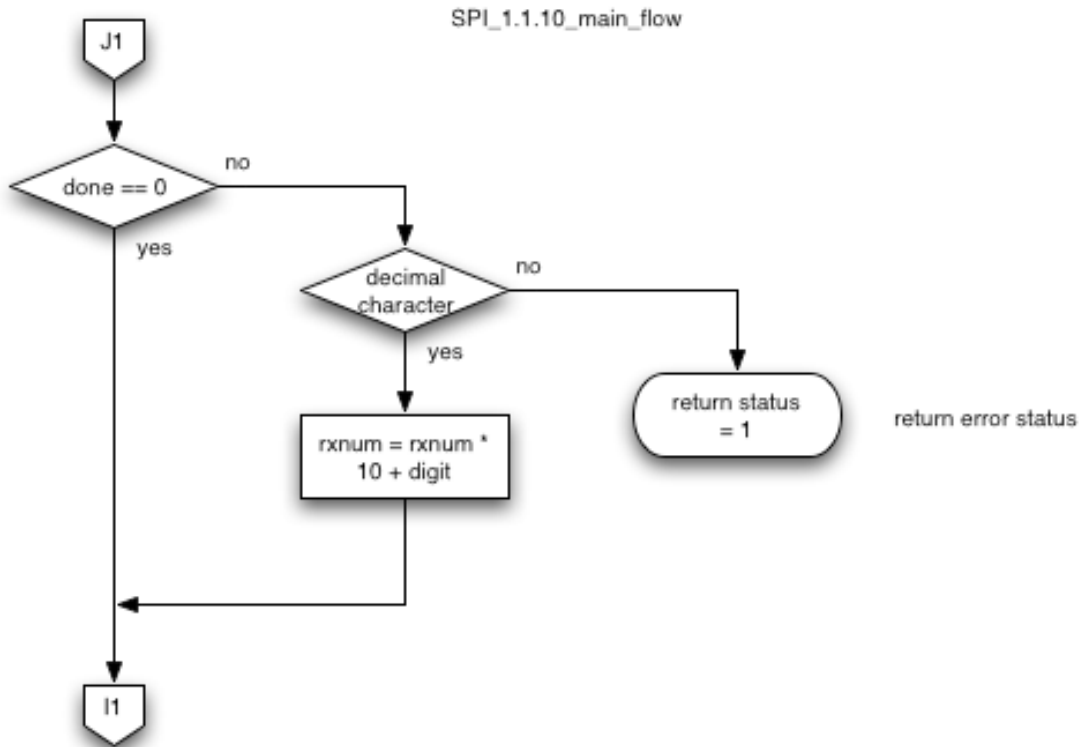 SPI_1.1.10_main_flow
J1
done == 0
no
yes
decimal
character
no
yes
rxnum = rxnum *
10 + digit
return status
= 1
return error status
I1